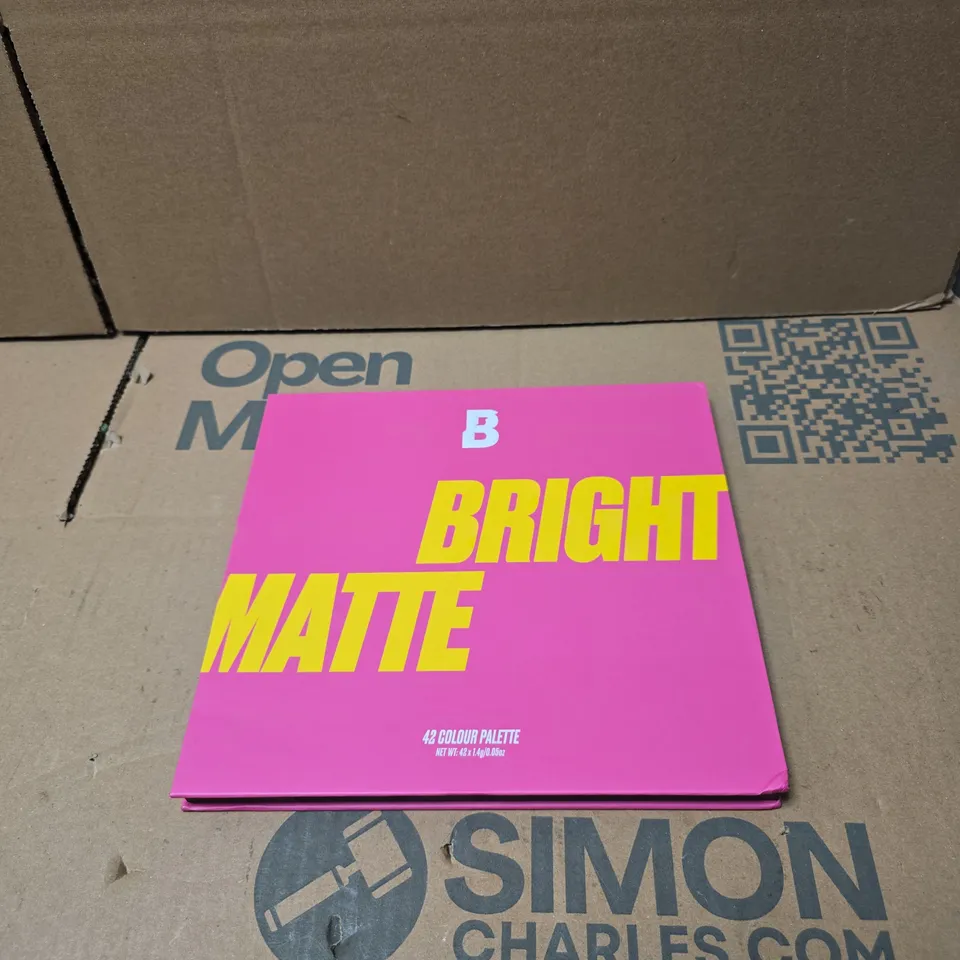 Open
B
BRIGHT
MATTE
42 COLOUR PALETTE
NET WT: 42 x 1.4g/0.05oz
SIMON
CHARLES.COM